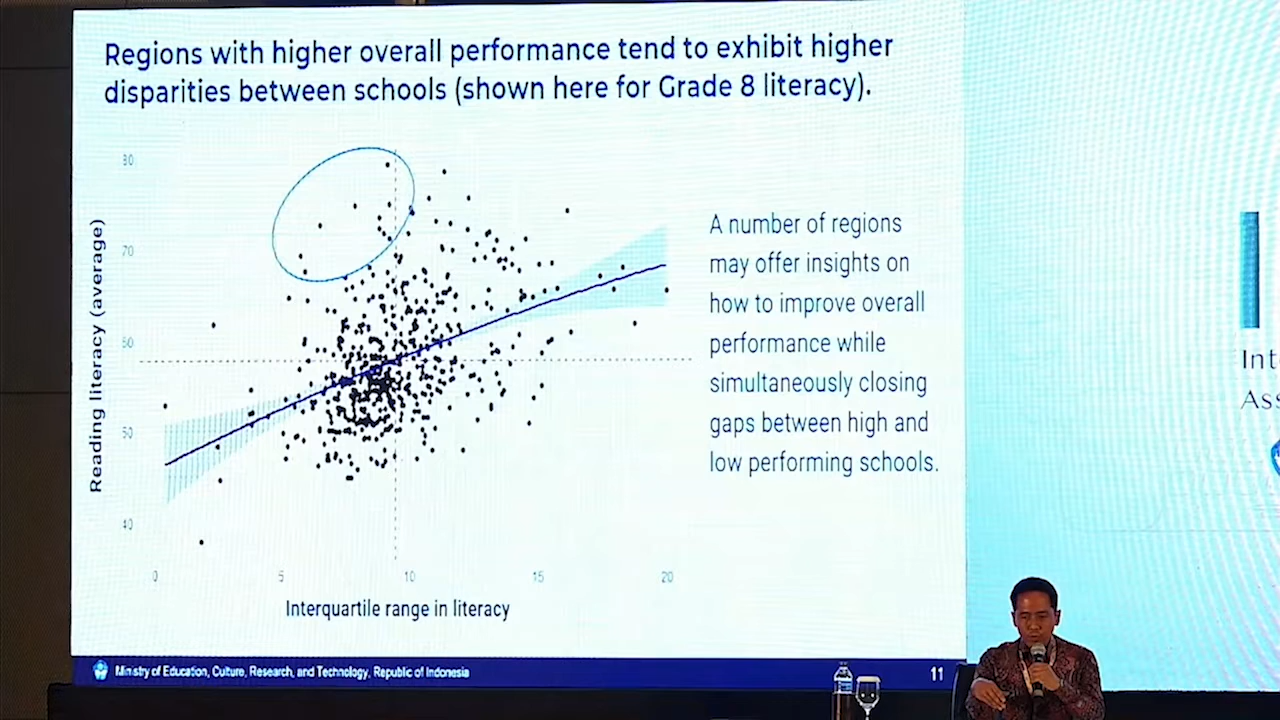 Regions with higher overall performance tend to exhibit higher
disparities between schools (shown here for Grade 8 literacy).
80
70
60
50
40
Reading literacy (average)
0 5 10 15 20
Interquartile range in literacy
A number of regions
may offer insights on
how to improve overall
performance while
simultaneously closing
gaps between high and
low performing schools.
Ministry of Education, Culture, Research, and Technology, Republic of Indonesia
11